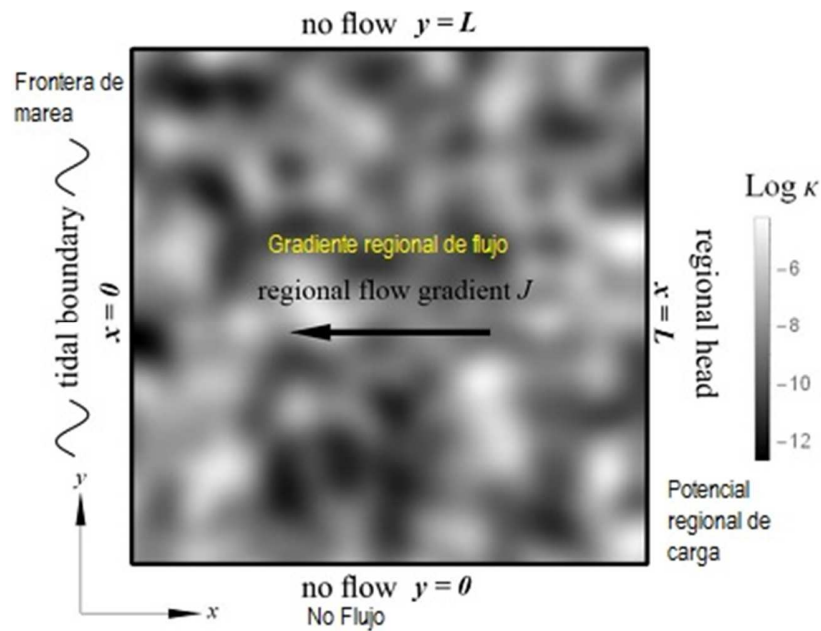 no flow y = L
Frontera de
marea
tidal boundary
x = 0
Gradiente regional de flujo
regional flow gradient J
x = L
regional head
Log κ
−6
−8
−10
−12
Potencial
regional de
carga
y
x
no flow y = 0
No Flujo